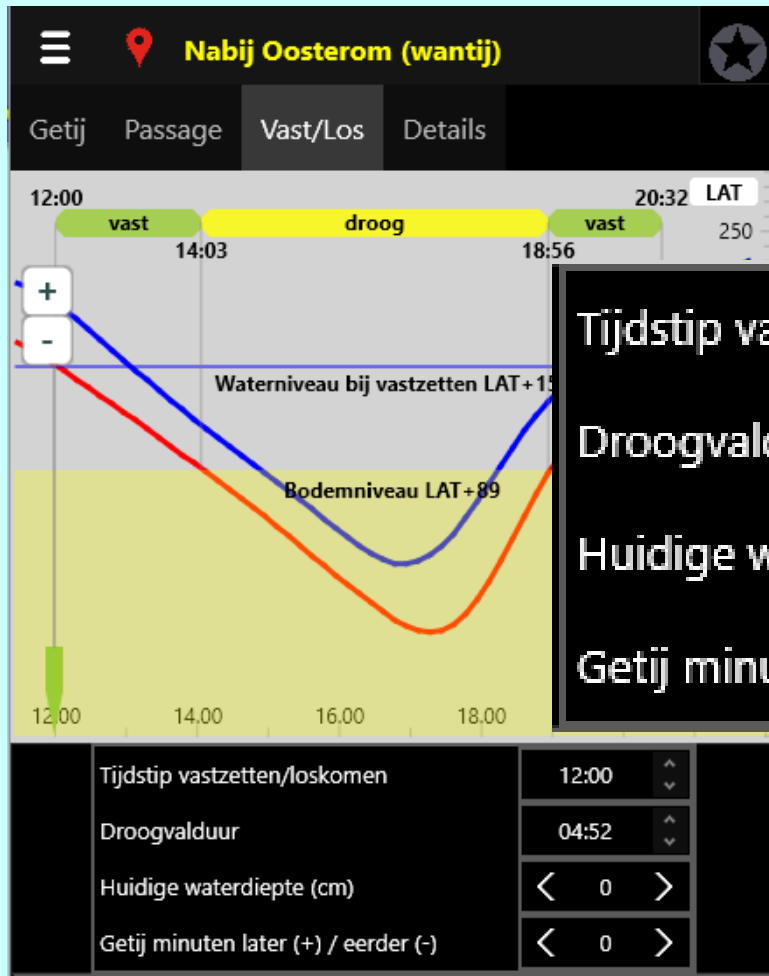 Nabij Oosterom (wantij)
Getij Passage Vast/Los Details
12:00 20:32 LAT
vast droog vast
250
14:03 18:56
+
-
Waterniveau bij vastzetten LAT+15
Bodemniveau LAT+89
Tijdstip va
Droogvald
Huidige w
Getij minu
12.00 14.00 16.00 18.00
Tijdstip vastzetten/loskomen 12:00
Droogvalduur 04:52
Huidige waterdiepte (cm) < 0 >
Getij minuten later (+) / eerder (-) < 0 >